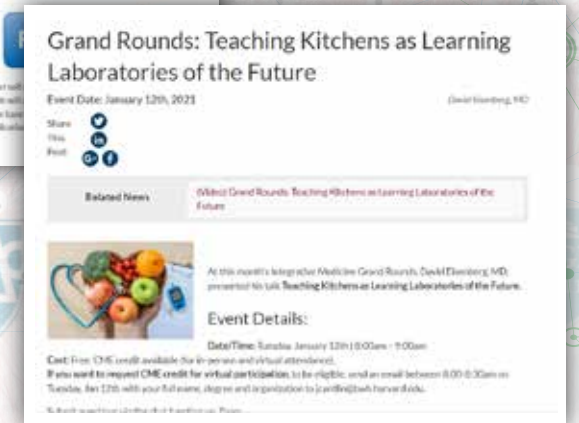 Grand Rounds: Teaching Kitchens as Learning
Laboratories of the Future
Event Date: January 12th, 2021
David Eisenberg, MD
Share
This
Post
Related News
(Video) Grand Rounds: Teaching Kitchens as Learning Laboratories of the
Future
At this month's Integrative Medicine Grand Rounds, David Eisenberg, MD,
presented his talk Teaching Kitchens as Learning Laboratories of the Future.
Event Details:
Date/Time: Tuesday, January 12th | 8:00am - 9:00am
Cost: Free. CME credit available (for in-person and virtual attendance).
If you want to request CME credit for virtual participation, to be eligible, send an email between 8:00-8:30am on
Tuesday, Jan 12th with your full name, degree and organization to